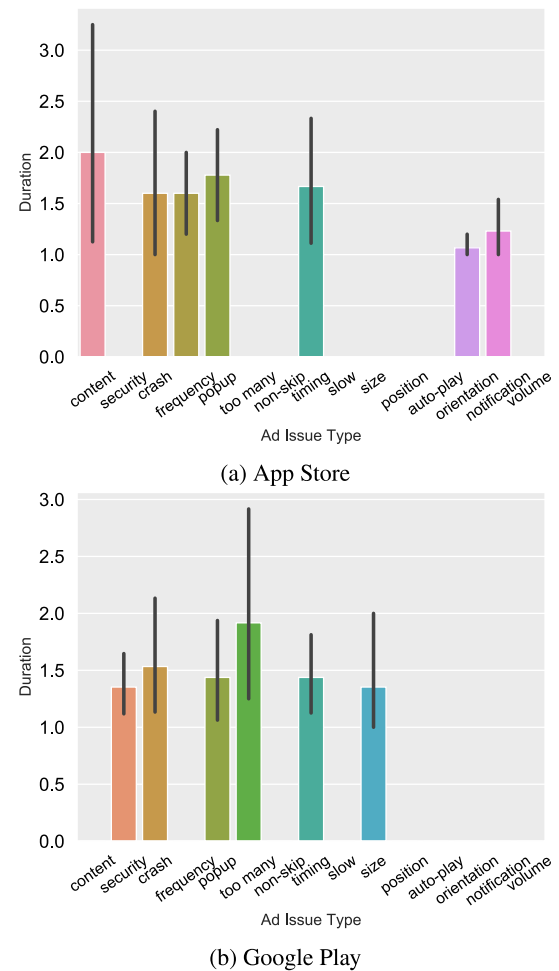 3.0
2.5
2.0
1.5
1.0
0.5
0.0
Duration
content
security
crash
frequency
popup
too many
non-skip
timing
slow
size
position
auto-play
orientation
notification
volume
Ad Issue Type
(a) App Store
3.0
2.5
2.0
1.5
1.0
0.5
0.0
Duration
content
security
crash
frequency
popup
too many
non-skip
timing
slow
size
position
auto-play
orientation
notification
volume
Ad Issue Type
(b) Google Play